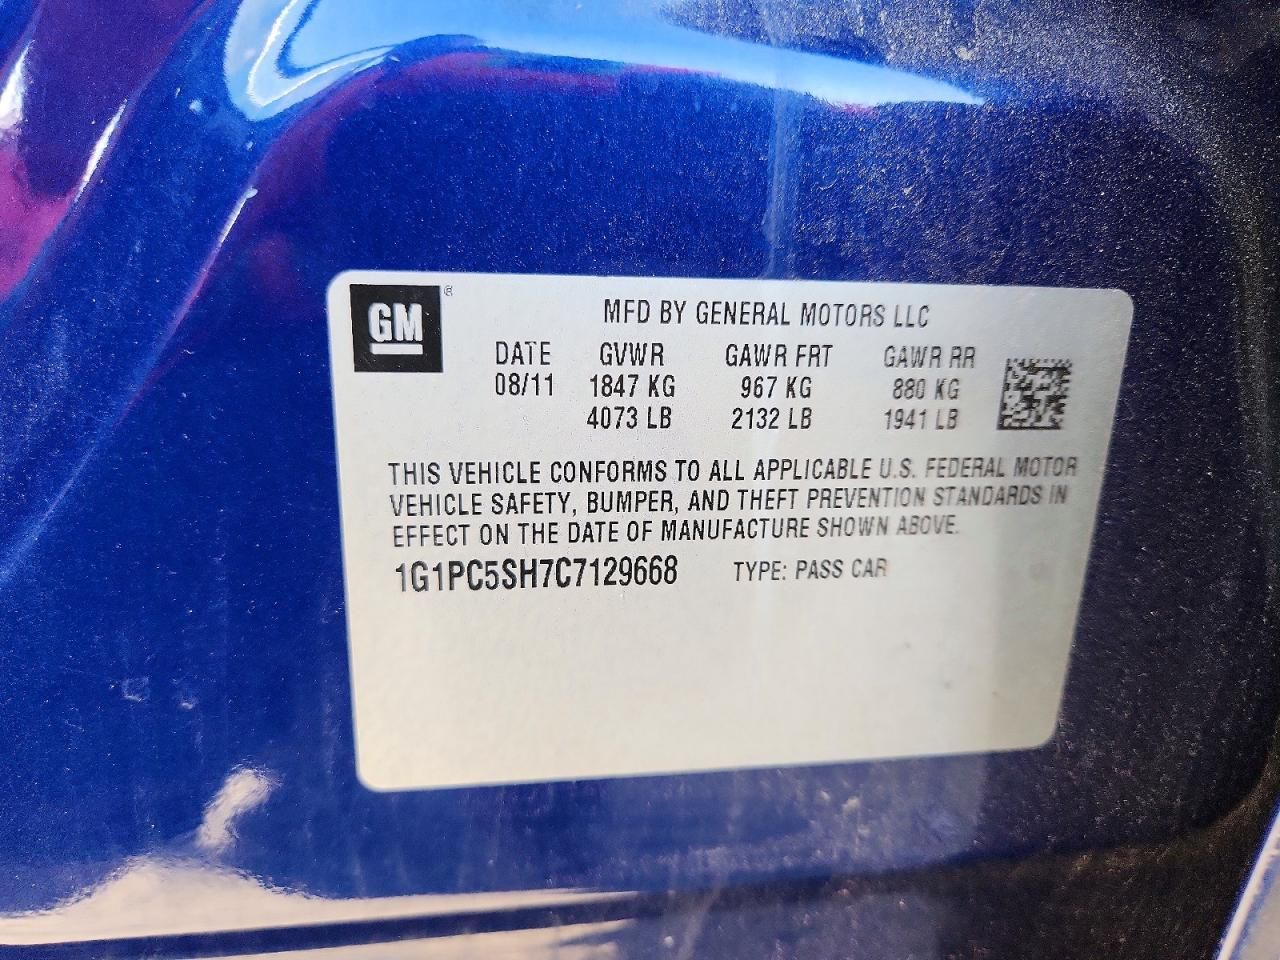 GM ®
MFD BY GENERAL MOTORS LLC
DATE GVWR GAWR FRT GAWR RR
08/11 1847 KG 967 KG 880 KG
4073 LB 2132 LB 1941 LB
THIS VEHICLE CONFORMS TO ALL APPLICABLE U.S. FEDERAL MOTOR
VEHICLE SAFETY, BUMPER, AND THEFT PREVENTION STANDARDS IN
EFFECT ON THE DATE OF MANUFACTURE SHOWN ABOVE.
1G1PC5SH7C7129668 TYPE: PASS CAR